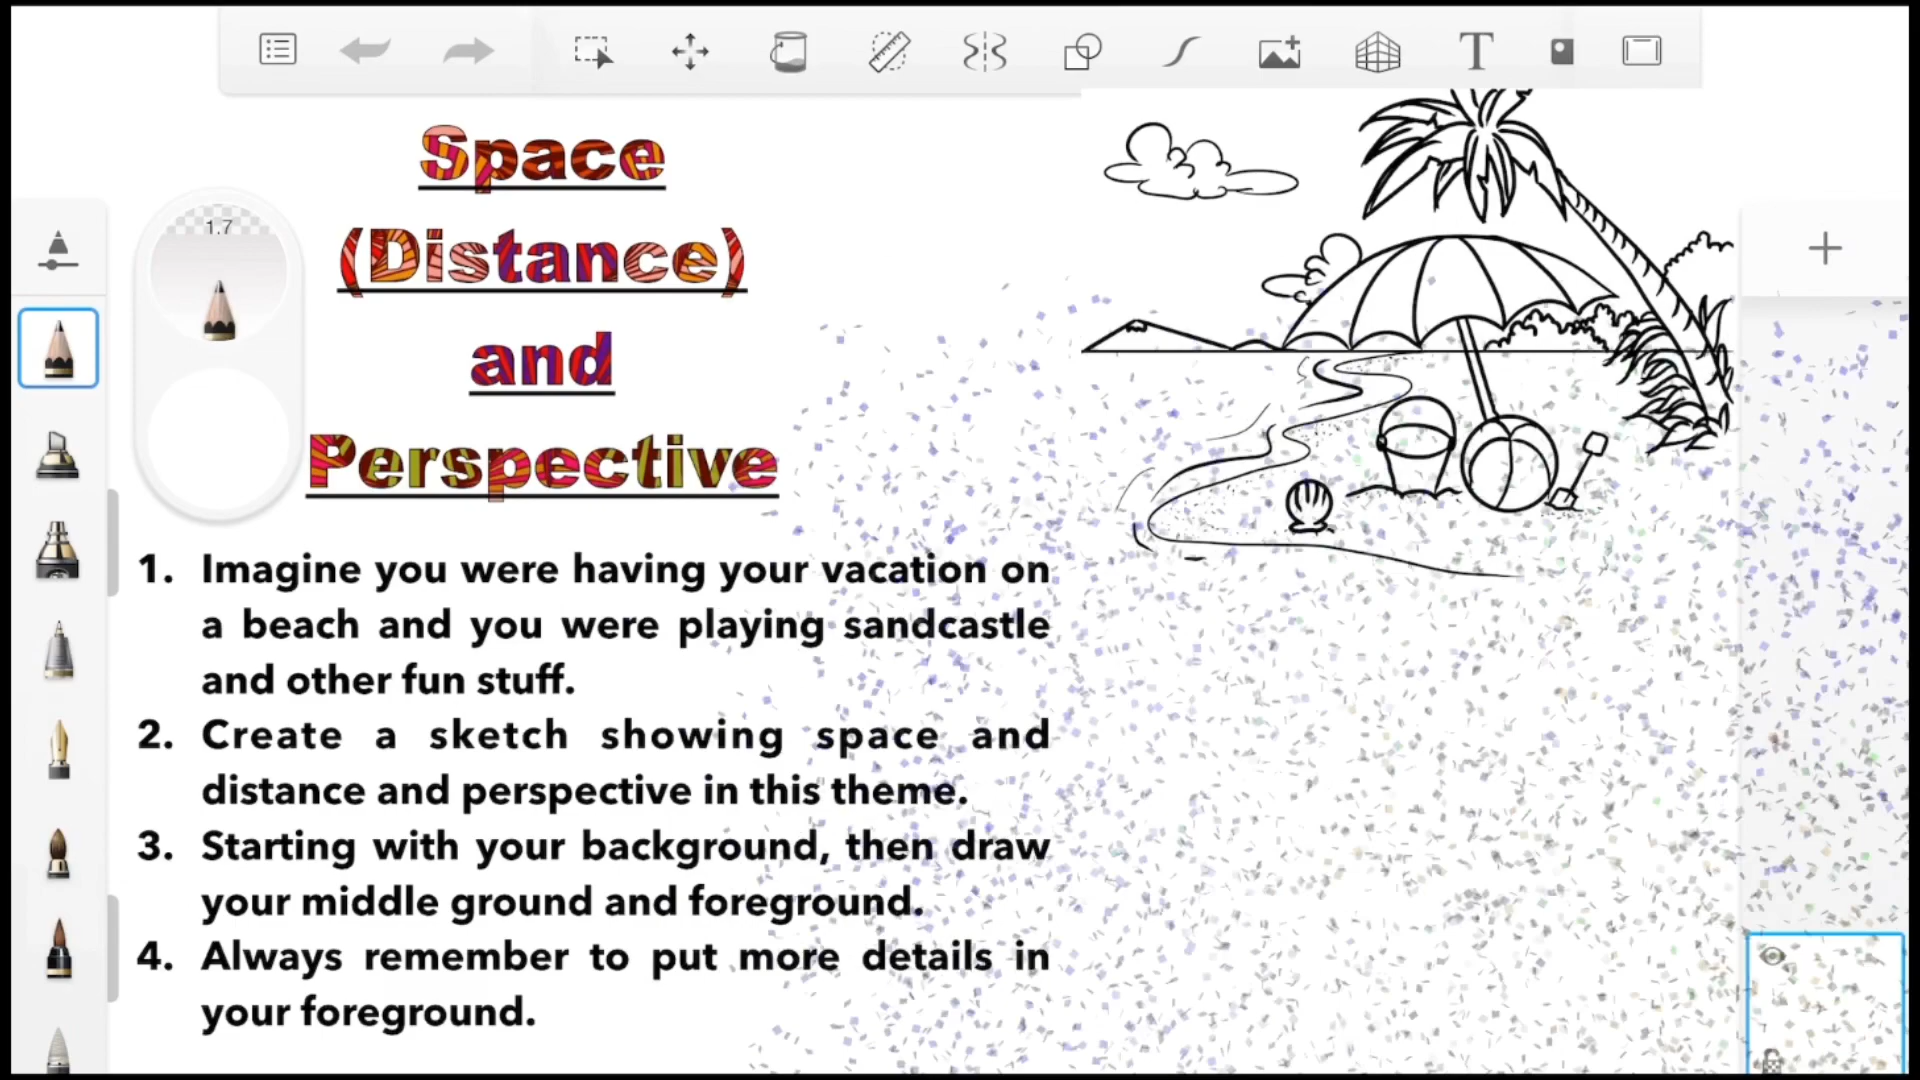 Space
(Distance)
and
Perspective
1.7
1. Imagine you were having your vacation on
a beach and you were playing sandcastle
and other fun stuff.
2. Create a sketch showing space and
distance and perspective in this theme.
3. Starting with your background, then draw
your middle ground and foreground.
4. Always remember to put more details in
your foreground.